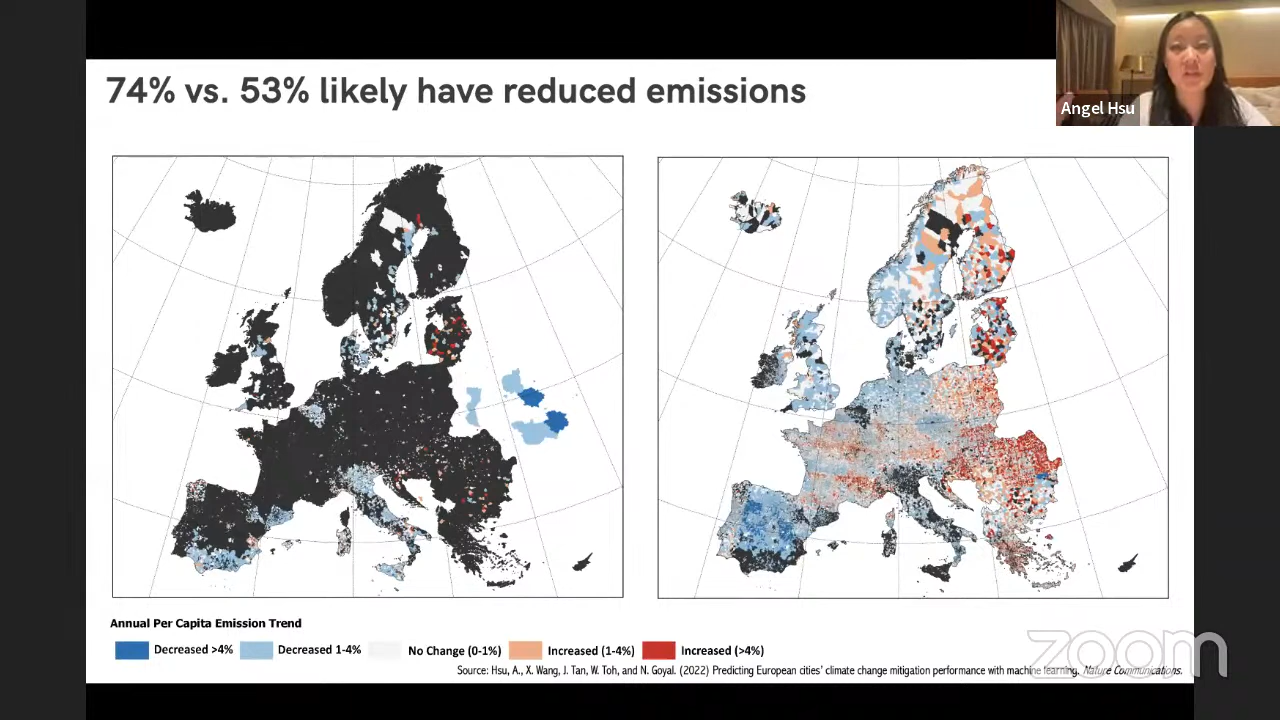 74% vs. 53% likely have reduced emissions
Angel Hsu
Annual Per Capita Emission Trend
Decreased >4%
Decreased 1-4%
No Change (0-1%)
Increased (1-4%)
Increased (>4%)
Source: Hsu, A., X. Wang, J. Tan, W. Toh, and N. Goyal. (2022) Predicting European cities' climate change mitigation performance with machine learning. Nature Communications.
zoom